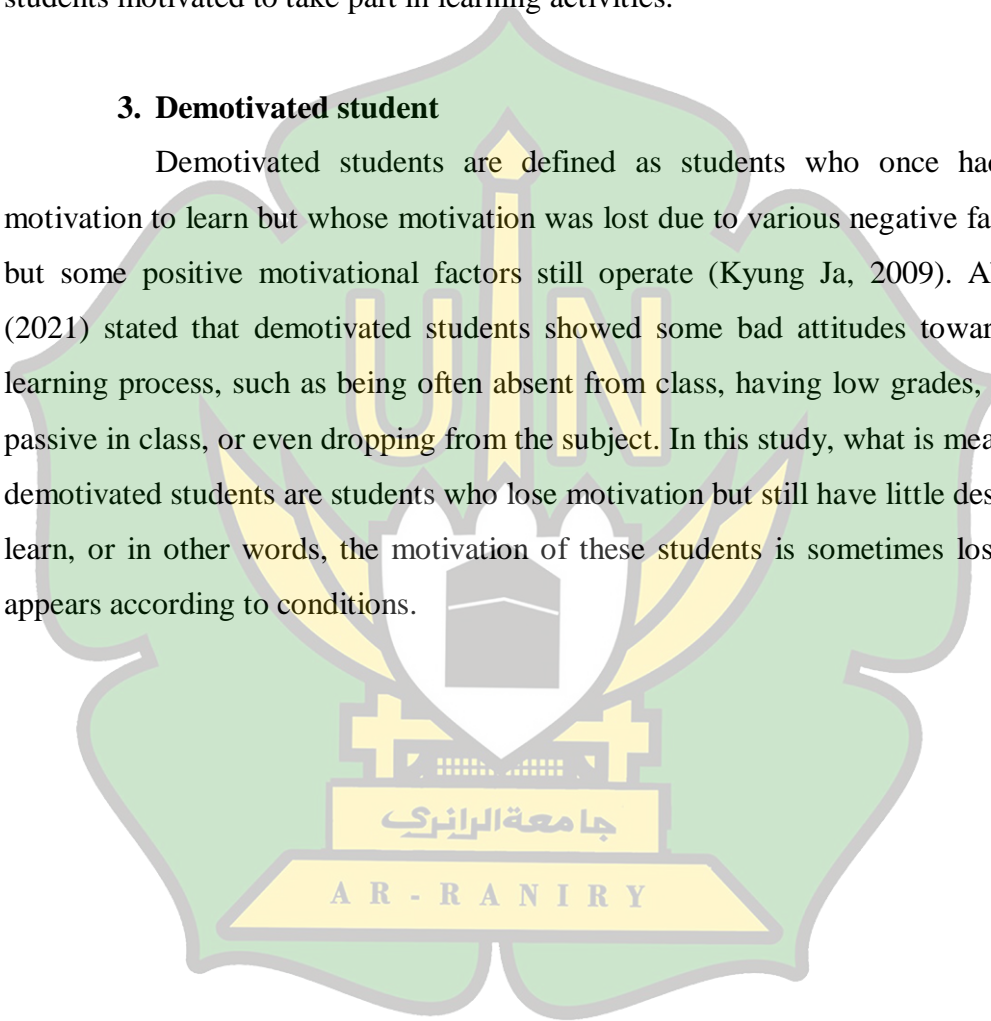 students motivated to take part in learning activities.
3. Demotivated student
Demotivated students are defined as students who once had
motivation to learn but whose motivation was lost due to various negative fa
but some positive motivational factors still operate (Kyung Ja, 2009). A
(2021) stated that demotivated students showed some bad attitudes towar
learning process, such as being often absent from class, having low grades,
passive in class, or even dropping from the subject. In this study, what is mea
demotivated students are students who lose motivation but still have little des
learn, or in other words, the motivation of these students is sometimes los
appears according to conditions.
UIN
جامعةالرانري
AR-RANIRY